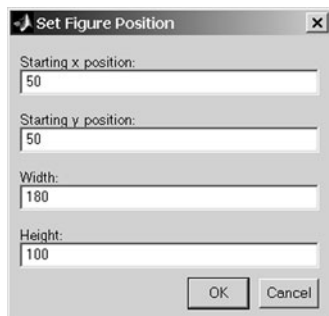 Set Figure Position
Starting x position:
50
Starting y position:
50
Width:
180
Height:
100
OK Cancel